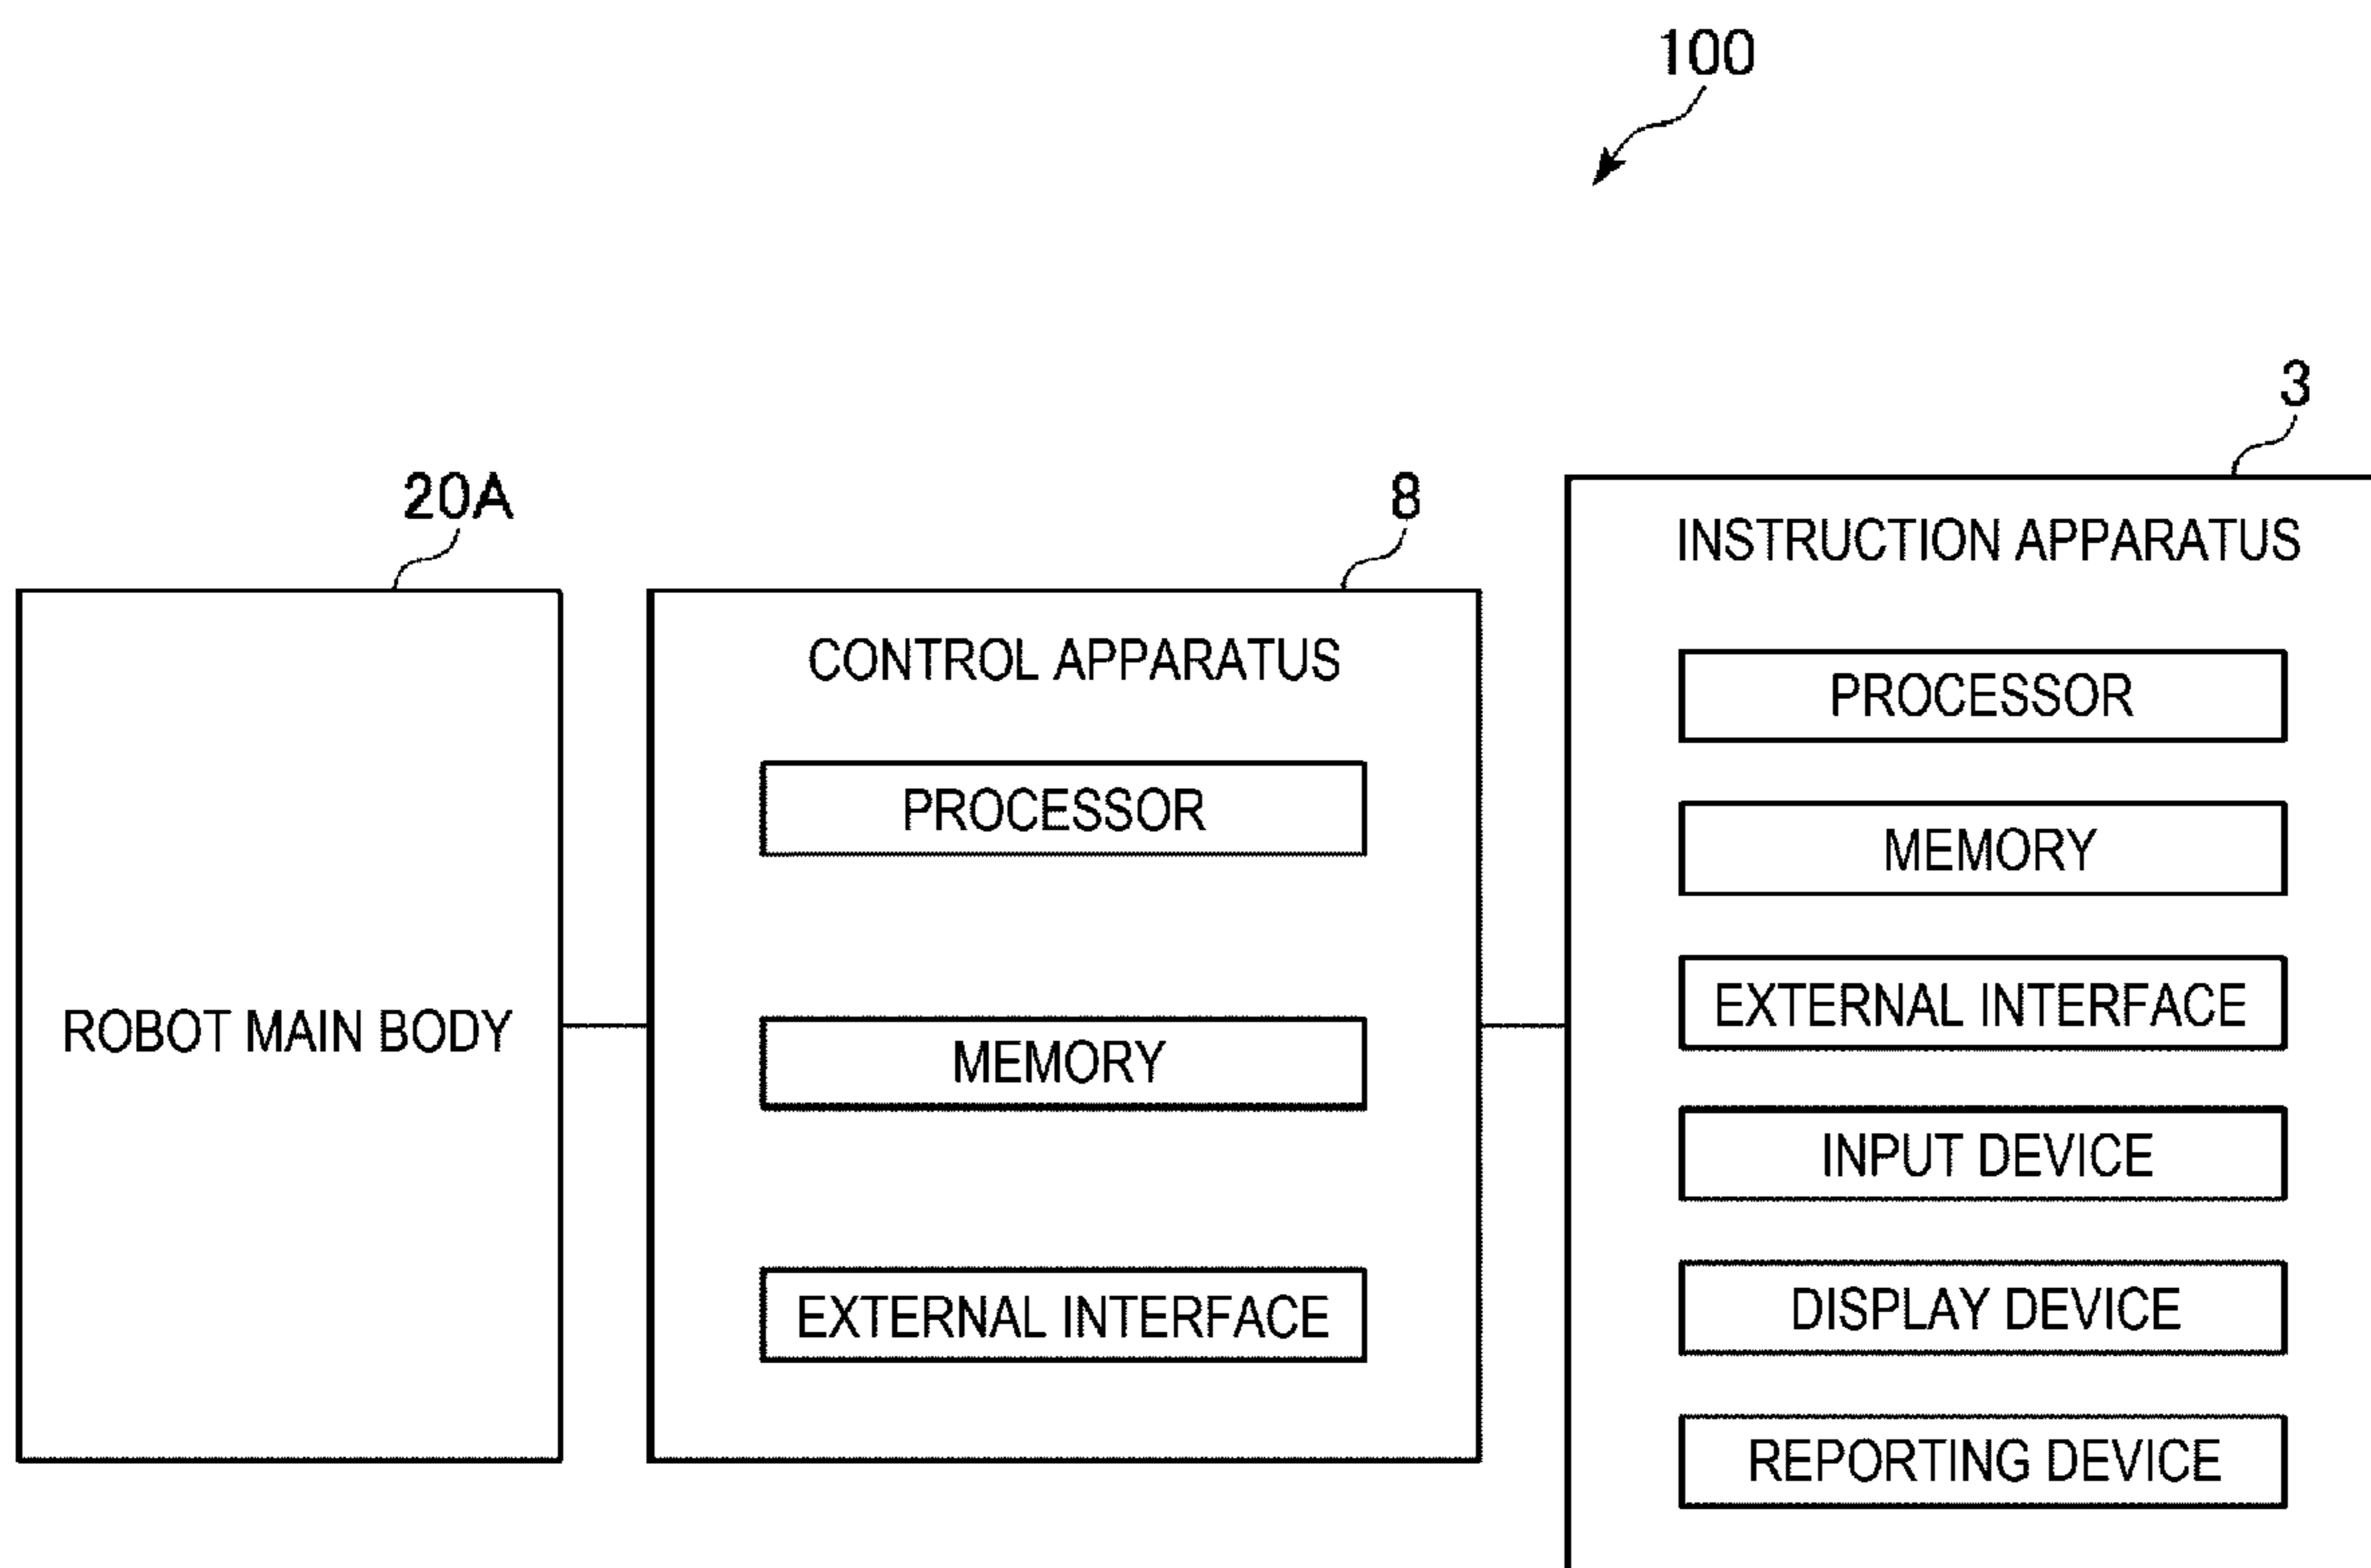 100
20A
ROBOT MAIN BODY
8
CONTROL APPARATUS
PROCESSOR
MEMORY
EXTERNAL INTERFACE
3
INSTRUCTION APPARATUS
PROCESSOR
MEMORY
EXTERNAL INTERFACE
INPUT DEVICE
DISPLAY DEVICE
REPORTING DEVICE